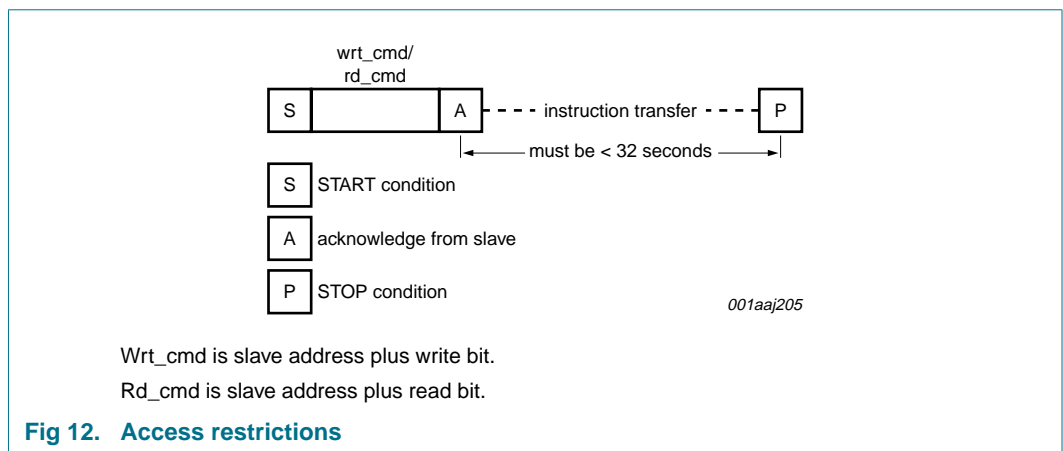 wrt_cmd/
rd_cmd
S
A
instruction transfer
P
must be < 32 seconds
S START condition
A acknowledge from slave
P STOP condition
001aaj205
Wrt_cmd is slave address plus write bit.
Rd_cmd is slave address plus read bit.
Fig 12. Access restrictions